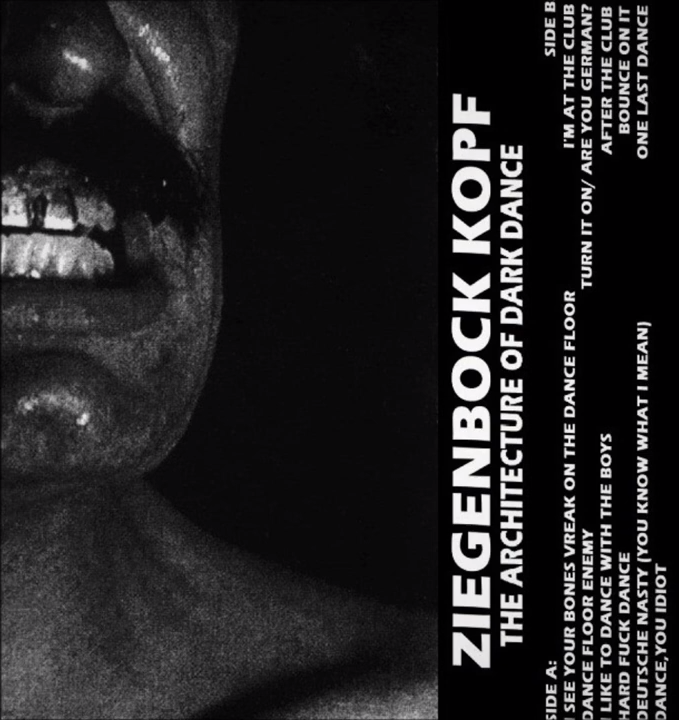 ZIEGENBOCK KOPF
THE ARCHITECTURE OF DARK DANCE
SIDE A:
SEE YOUR BONES VREAK ON THE DANCE FLOOR
DANCE FLOOR ENEMY
LIKE TO DANCE WITH THE BOYS
HARD FUCK DANCE
DEUTSCHE NASTY (YOU KNOW WHAT I MEAN)
DANCE,YOU IDIOT
SIDE B
I'M AT THE CLUB
TURN IT ON/ ARE YOU GERMAN?
AFTER THE CLUB
BOUNCE ON IT
ONE LAST DANCE